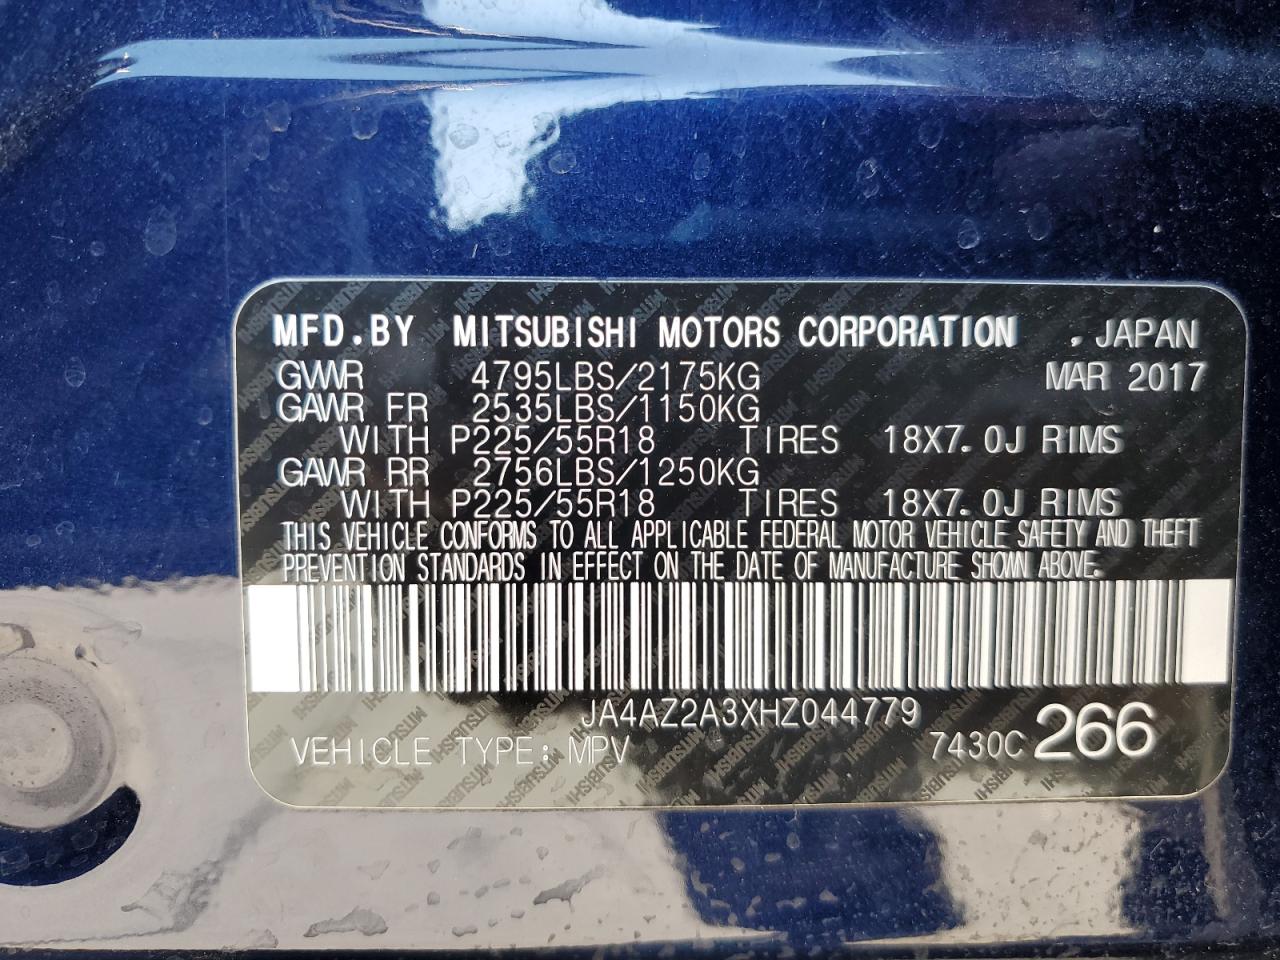 MFD.BY MITSUBISHI MOTORS CORPORATION , JAPAN
GVWR 4795LBS/2175KG MAR 2017
GAWR FR 2535LBS/1150KG
WITH P225/55R18 TIRES 18X7.0J RIMS
GAWR RR 2756LBS/1250KG
WITH P225/55R18 TIRES 18X7.0J RIMS
THIS VEHICLE CONFORMS TO ALL APPLICABLE FEDERAL MOTOR VEHICLE SAFETY AND THEFT
PREVENTION STANDARDS IN EFFECT ON THE DATE OF MANUFACTURE SHOWN ABOVE.
JA4AZ2A3XHZ044779
VEHICLE TYPE: MPV 7430C 266